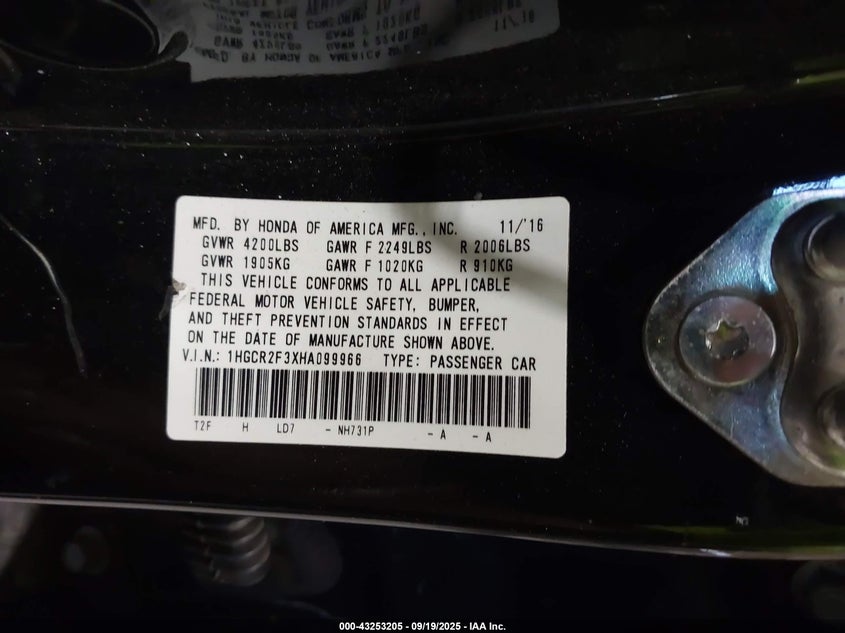 MFD. BY HONDA OF AMERICA MFG., INC. 11/'16
GVWR 4200LBS GAWR F 2249LBS R 2006LBS
GVWR 1905KG GAWR F 1020KG R 910KG
THIS VEHICLE CONFORMS TO ALL APPLICABLE
FEDERAL MOTOR VEHICLE SAFETY, BUMPER,
AND THEFT PREVENTION STANDARDS IN EFFECT
ON THE DATE OF MANUFACTURE SHOWN ABOVE.
V.I.N.: 1HGCR2F3XHA099966 TYPE: PASSENGER CAR
T2F H LD7 - NH731P - A - A
000-43253205 - 09/19/2025 - IAA Inc.